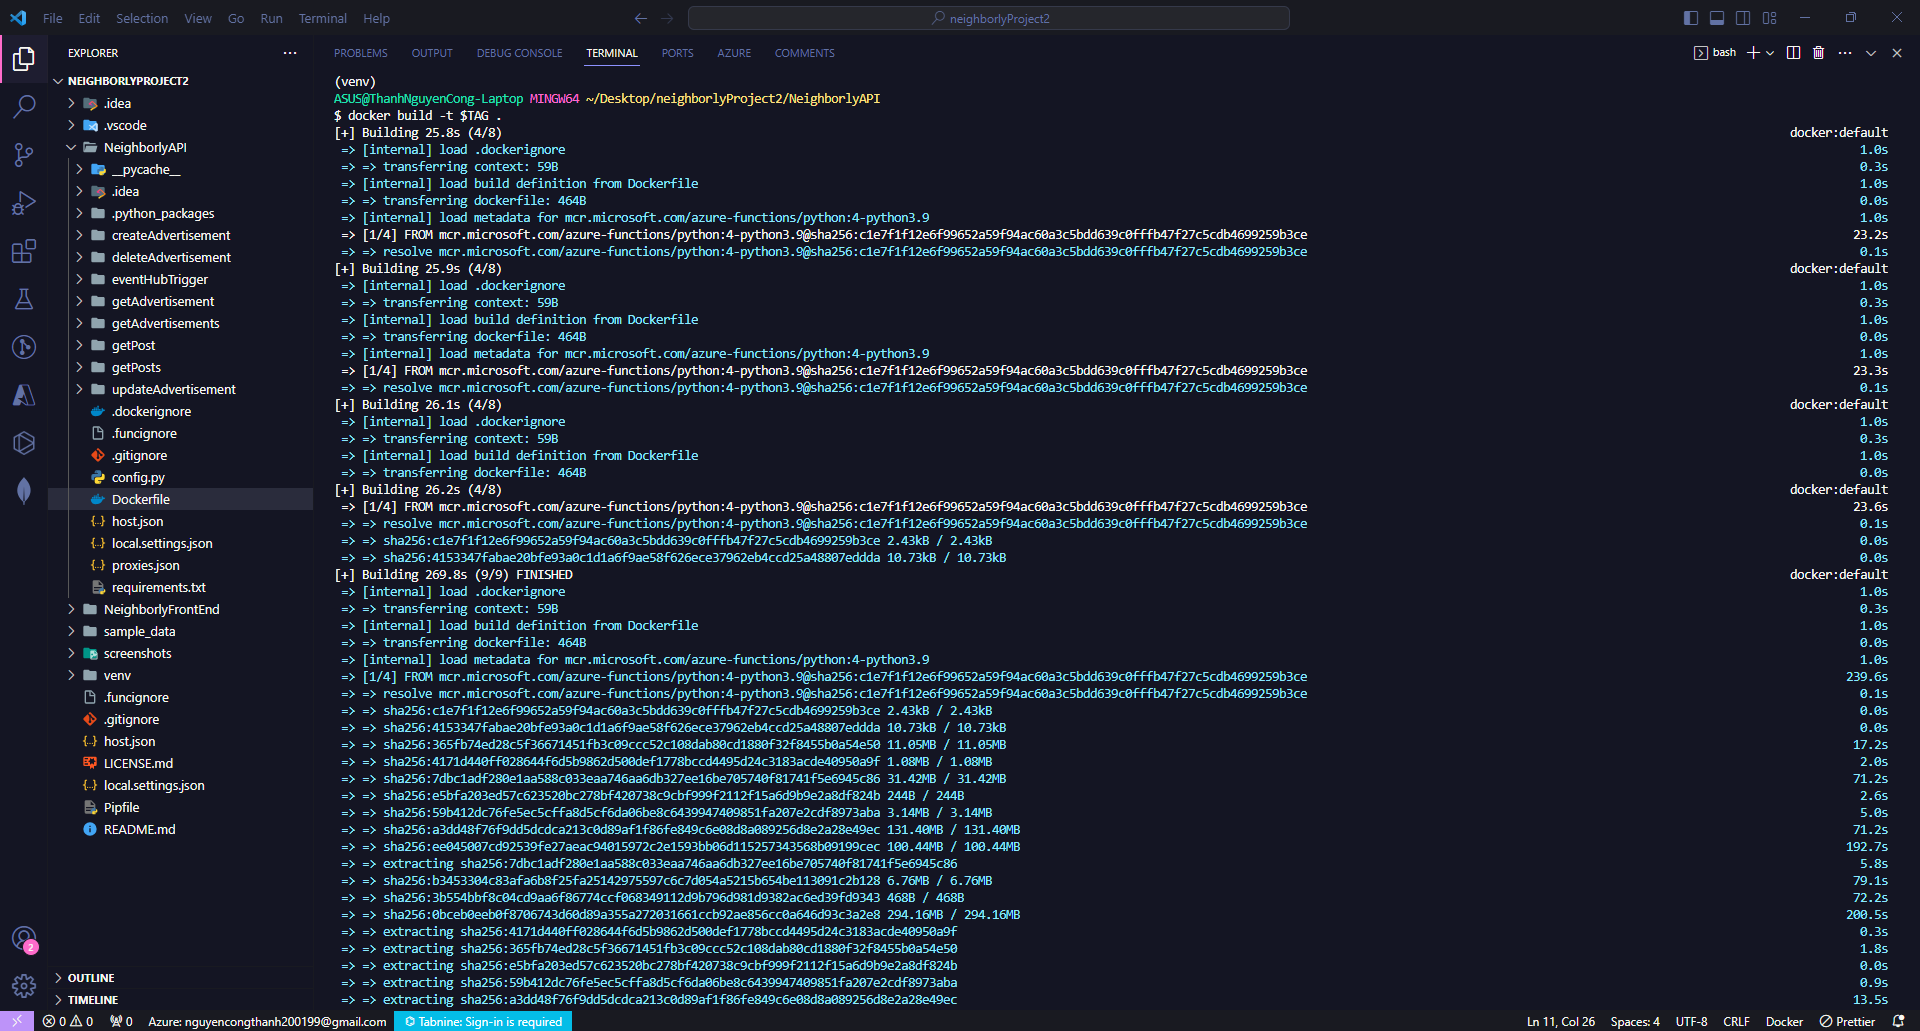 File Edit Selection View Go Run Terminal Help
neighborlyProject2
EXPLORER
NEIGHBORLYPROJECT2
.idea
.vscode
NeighborlyAPI
__pycache__
.idea
.python_packages
createAdvertisement
deleteAdvertisement
eventHubTrigger
getAdvertisement
getAdvertisements
getPost
getPosts
updateAdvertisement
.dockerignore
.funcignore
.gitignore
config.py
Dockerfile
host.json
local.settings.json
proxies.json
requirements.txt
NeighborlyFrontEnd
sample_data
screenshots
venv
.funcignore
.gitignore
host.json
LICENSE.md
local.settings.json
Pipfile
README.md
OUTLINE
TIMELINE
2
PROBLEMS OUTPUT DEBUG CONSOLE TERMINAL PORTS AZURE COMMENTS
bash
(venv)
ASUS@ThanhNguyenCong-Laptop MINGW64 ~/Desktop/neighborlyProject2/NeighborlyAPI
$ docker build -t $TAG .
[+] Building 25.8s (4/8) docker:default
=> [internal] load .dockerignore 1.0s
=> => transferring context: 59B 0.3s
=> [internal] load build definition from Dockerfile 1.0s
=> => transferring dockerfile: 464B 0.0s
=> [internal] load metadata for mcr.microsoft.com/azure-functions/python:4-python3.9 1.0s
=> [1/4] FROM mcr.microsoft.com/azure-functions/python:4-python3.9@sha256:c1e7f1f12e6f99652a59f94ac60a3c5bdd639c0fffb47f27c5cdb4699259b3ce 23.2s
=> => resolve mcr.microsoft.com/azure-functions/python:4-python3.9@sha256:c1e7f1f12e6f99652a59f94ac60a3c5bdd639c0fffb47f27c5cdb4699259b3ce 0.1s
[+] Building 25.9s (4/8) docker:default
=> [internal] load .dockerignore 1.0s
=> => transferring context: 59B 0.3s
=> [internal] load build definition from Dockerfile 1.0s
=> => transferring dockerfile: 464B 0.0s
=> [internal] load metadata for mcr.microsoft.com/azure-functions/python:4-python3.9 1.0s
=> [1/4] FROM mcr.microsoft.com/azure-functions/python:4-python3.9@sha256:c1e7f1f12e6f99652a59f94ac60a3c5bdd639c0fffb47f27c5cdb4699259b3ce 23.3s
=> => resolve mcr.microsoft.com/azure-functions/python:4-python3.9@sha256:c1e7f1f12e6f99652a59f94ac60a3c5bdd639c0fffb47f27c5cdb4699259b3ce 0.1s
[+] Building 26.1s (4/8) docker:default
=> [internal] load .dockerignore 1.0s
=> => transferring context: 59B 0.3s
=> [internal] load build definition from Dockerfile 1.0s
=> => transferring dockerfile: 464B 0.0s
[+] Building 26.2s (4/8) docker:default
=> [1/4] FROM mcr.microsoft.com/azure-functions/python:4-python3.9@sha256:c1e7f1f12e6f99652a59f94ac60a3c5bdd639c0fffb47f27c5cdb4699259b3ce 23.6s
=> => resolve mcr.microsoft.com/azure-functions/python:4-python3.9@sha256:c1e7f1f12e6f99652a59f94ac60a3c5bdd639c0fffb47f27c5cdb4699259b3ce 0.1s
=> => sha256:c1e7f1f12e6f99652a59f94ac60a3c5bdd639c0fffb47f27c5cdb4699259b3ce 2.43kB / 2.43kB 0.0s
=> => sha256:4153347fabae20bfe93a0c1d1a6f9ae58f626ece37962eb4ccd25a48807eddda 10.73kB / 10.73kB 0.0s
[+] Building 269.8s (9/9) FINISHED docker:default
=> [internal] load .dockerignore 1.0s
=> => transferring context: 59B 0.3s
=> [internal] load build definition from Dockerfile 1.0s
=> => transferring dockerfile: 464B 0.0s
=> [internal] load metadata for mcr.microsoft.com/azure-functions/python:4-python3.9 1.0s
=> [1/4] FROM mcr.microsoft.com/azure-functions/python:4-python3.9@sha256:c1e7f1f12e6f99652a59f94ac60a3c5bdd639c0fffb47f27c5cdb4699259b3ce 239.6s
=> => resolve mcr.microsoft.com/azure-functions/python:4-python3.9@sha256:c1e7f1f12e6f99652a59f94ac60a3c5bdd639c0fffb47f27c5cdb4699259b3ce 0.1s
=> => sha256:c1e7f1f12e6f99652a59f94ac60a3c5bdd639c0fffb47f27c5cdb4699259b3ce 2.43kB / 2.43kB 0.0s
=> => sha256:4153347fabae20bfe93a0c1d1a6f9ae58f626ece37962eb4ccd25a48807eddda 10.73kB / 10.73kB 0.0s
=> => sha256:365fb74ed28c5f36671451fb3c09ccc52c108dab80cd1880f32f8455b0a54e50 11.05MB / 11.05MB 17.2s
=> => sha256:4171d440ff028644f6d5b9862d500def1778bccd4495d24c3183acde40950a9f 1.08MB / 1.08MB 2.0s
=> => sha256:7dbc1adf280e1aa588c033eaa746aa6db327ee16be705740f81741f5e6945c86 31.42MB / 31.42MB 71.2s
=> => sha256:e5bfa203ed57c623520bc278bf420738c9cbf999f2112f15a6d9b9e2a8df824b 244B / 244B 2.6s
=> => sha256:59b412dc76fe5ec5cffa8d5cf6da06be8c6439947409851fa207e2cdf8973aba 3.14MB / 3.14MB 5.0s
=> => sha256:a3dd48f76f9dd5dcdca213c0d89af1f86fe849c6e08d8a089256d8e2a28e49ec 131.40MB / 131.40MB 71.2s
=> => sha256:ee045007cd92539fe27aeac94015972c2e1593bb06d115257343568b09199cec 100.44MB / 100.44MB 192.7s
=> => extracting sha256:7dbc1adf280e1aa588c033eaa746aa6db327ee16be705740f81741f5e6945c86 5.8s
=> => sha256:b3453304c83afa6b8f25fa25142975597c6c7d054a5215b654be113091c2b128 6.76MB / 6.76MB 79.1s
=> => sha256:3b554bbf8c04cd9aa6f86774ccf068349112d9b796d981d9382ac6ed39fd9343 468B / 468B 72.2s
=> => sha256:0bceb0eeb0f8706743d60d89a355a272031661ccb92ae856cc0a646d93c3a2e8 294.16MB / 294.16MB 200.5s
=> => extracting sha256:4171d440ff028644f6d5b9862d500def1778bccd4495d24c3183acde40950a9f 0.3s
=> => extracting sha256:365fb74ed28c5f36671451fb3c09ccc52c108dab80cd1880f32f8455b0a54e50 1.8s
=> => extracting sha256:e5bfa203ed57c623520bc278bf420738c9cbf999f2112f15a6d9b9e2a8df824b 0.0s
=> => extracting sha256:59b412dc76fe5ec5cffa8d5cf6da06be8c6439947409851fa207e2cdf8973aba 0.9s
=> => extracting sha256:a3dd48f76f9dd5dcdca213c0d89af1f86fe849c6e08d8a089256d8e2a28e49ec 13.5s
0 0 0 Azure: nguyencongthanh200199@gmail.com Tabnine: Sign-in is required Ln 11, Col 26 Spaces: 4 UTF-8 CRLF Docker Prettier